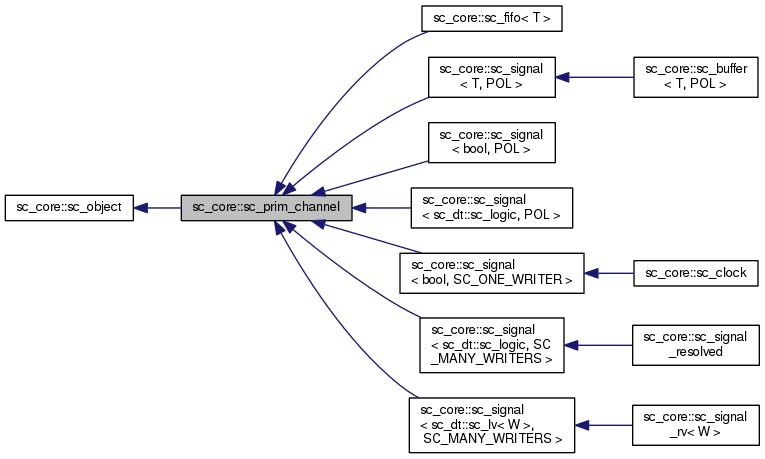 sc_core::sc_fifo< T >
sc_core::sc_signal
< T, POL >
sc_core::sc_buffer
< T, POL >
sc_core::sc_signal
< bool, POL >
sc_core::sc_object
sc_core::sc_prim_channel
sc_core::sc_signal
< sc_dt::sc_logic, POL >
sc_core::sc_signal
< bool, SC_ONE_WRITER >
sc_core::sc_clock
sc_core::sc_signal
< sc_dt::sc_logic, SC
_MANY_WRITERS >
sc_core::sc_signal
_resolved
sc_core::sc_signal
< sc_dt::sc_lv< W >,
SC_MANY_WRITERS >
sc_core::sc_signal
_rv< W >